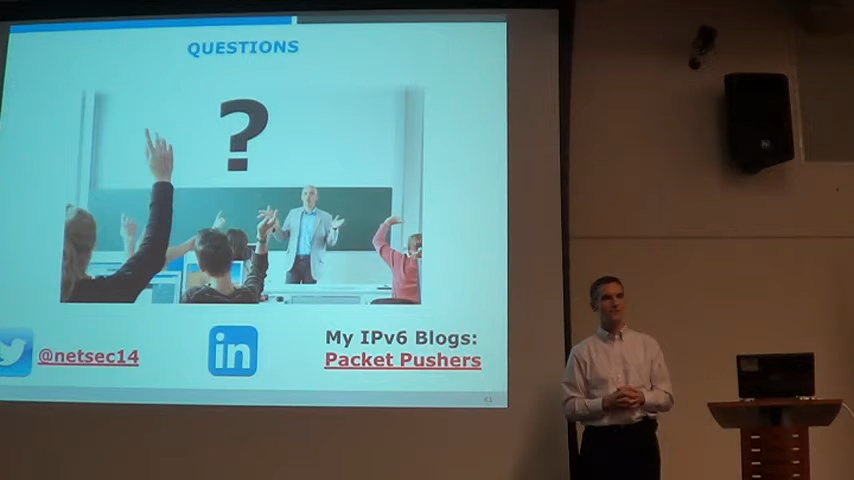 QUESTIONS
?
@netsec14
in
My IPv6 Blogs:
Packet Pushers